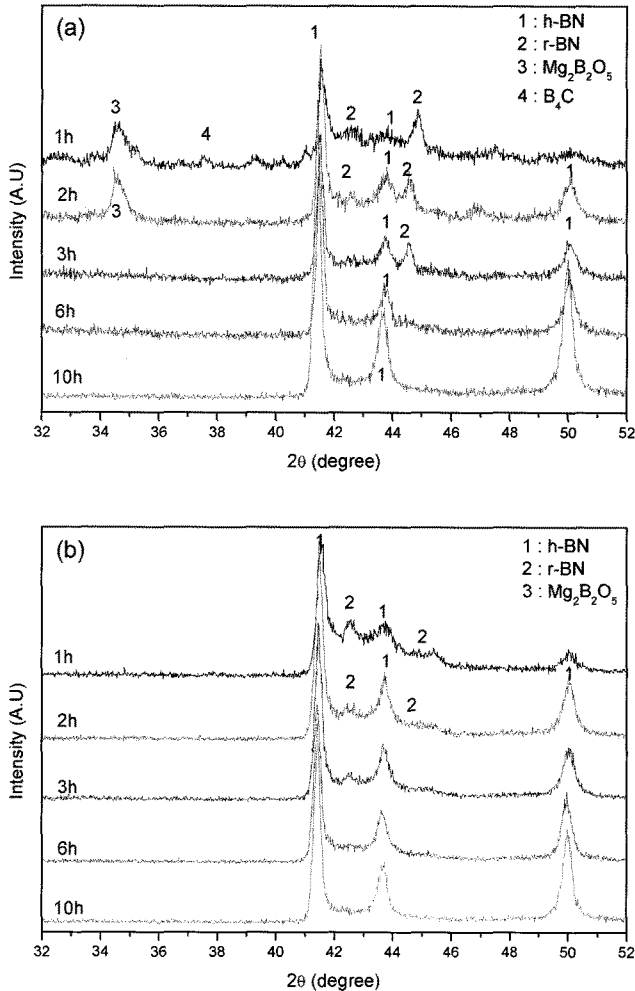 (a)
1 : h-BN
2 : r-BN
3 : Mg₂B₂O₅
4 : B₄C
1
2
1
2
3
4
1h
2
1
2
1
2h
3
3h
1
2
1
6h
1
10h
1
Intensity (A.U)
32 34 36 38 40 42 44 46 48 50 52
2θ (degree)
(b)
1 : h-BN
2 : r-BN
3 : Mg₂B₂O₅
1
2
1
2
1h
2
1
2
1
2h
3h
6h
10h
Intensity (A.U)
32 34 36 38 40 42 44 46 48 50 52
2θ (degree)